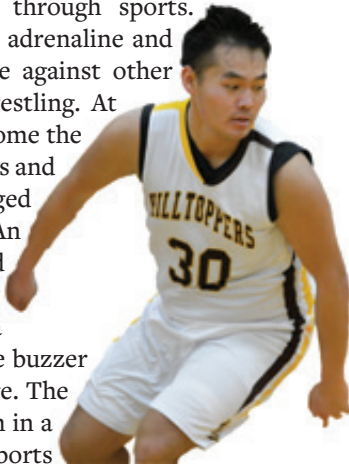 through sports.
adrenaline and
e against other
estling. At
ome the
s and
ged
An
e buzzer
e. The
n in a
ports
HILLTOPPERS
30